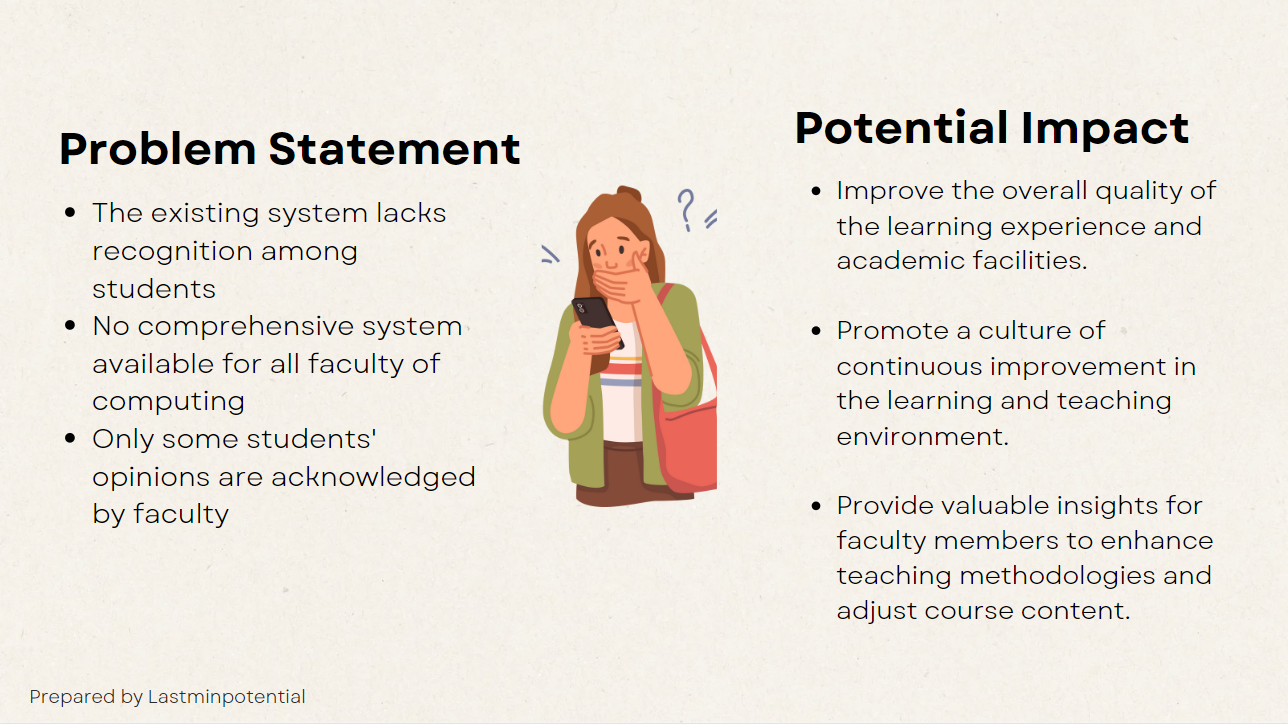 Problem Statement
• The existing system lacks
recognition among
students
• No comprehensive system
available for all faculty of
computing
• Only some students'
opinions are acknowledged
by faculty
?
Potential Impact
• Improve the overall quality of
the learning experience and
academic facilities.
• Promote a culture of
continuous improvement in
the learning and teaching
environment.
• Provide valuable insights for
faculty members to enhance
teaching methodologies and
adjust course content.
Prepared by Lastminpotential